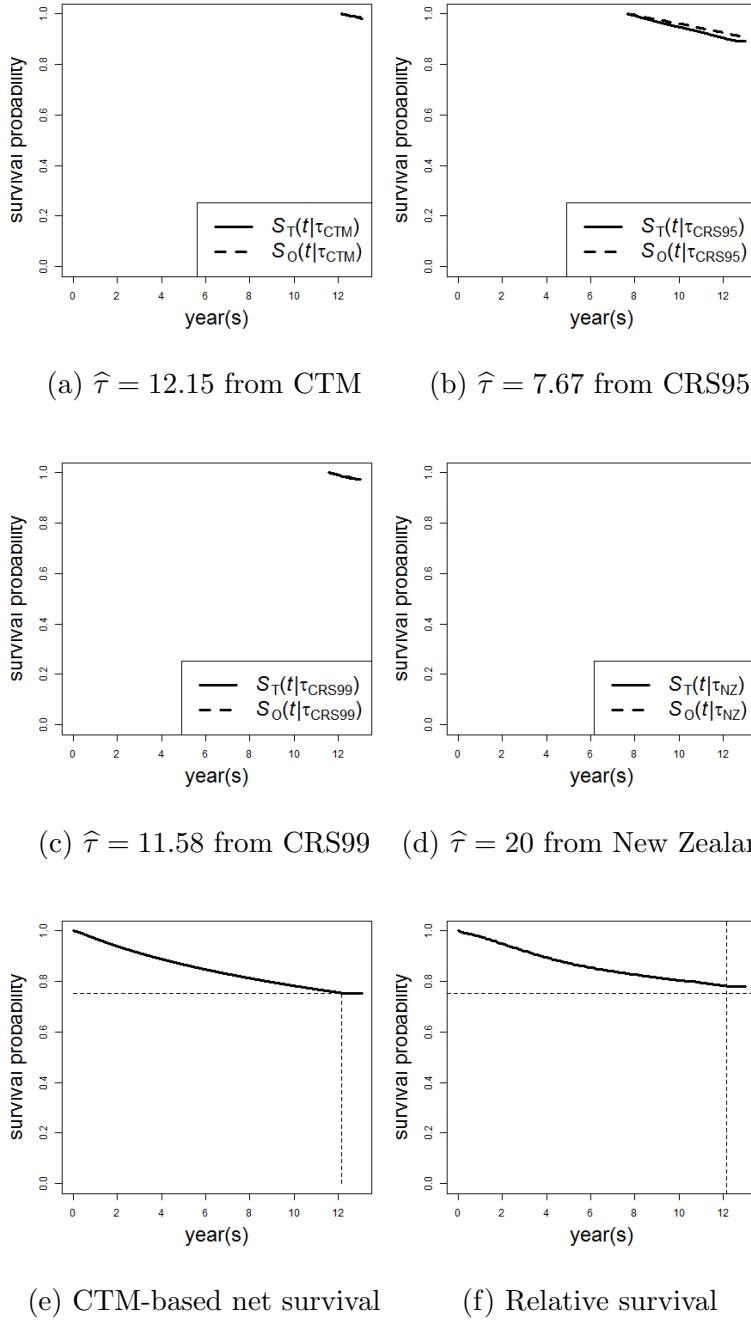 survival probability
0.0 0.2 0.4 0.6 0.8 1.0
S_T(t|τ_CTM)
S_O(t|τ_CTM)
0 2 4 6 8 10 12
year(s)
(a) τ̂ = 12.15 from CTM
survival probability
0.0 0.2 0.4 0.6 0.8 1.0
S_T(t|τ_CRS95)
S_O(t|τ_CRS95)
0 2 4 6 8 10 12
year(s)
(b) τ̂ = 7.67 from CRS95
survival probability
0.0 0.2 0.4 0.6 0.8 1.0
S_T(t|τ_CRS99)
S_O(t|τ_CRS99)
0 2 4 6 8 10 12
year(s)
(c) τ̂ = 11.58 from CRS99
survival probability
0.0 0.2 0.4 0.6 0.8 1.0
S_T(t|τ_NZ)
S_O(t|τ_NZ)
0 2 4 6 8 10 12
year(s)
(d) τ̂ = 20 from New Zealan
survival probability
0.0 0.2 0.4 0.6 0.8 1.0
0 2 4 6 8 10 12
year(s)
(e) CTM-based net survival
survival probability
0.0 0.2 0.4 0.6 0.8 1.0
0 2 4 6 8 10 12
year(s)
(f) Relative survival